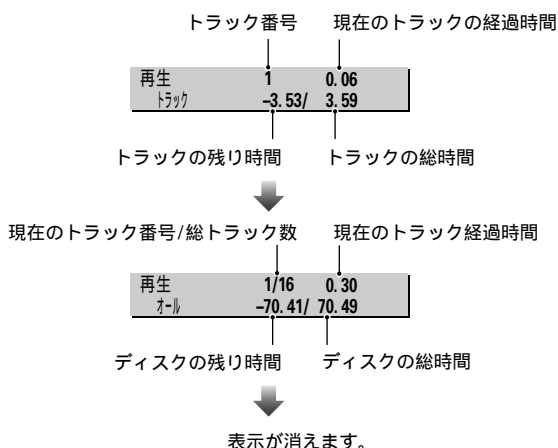 トラック番号 現在のトラックの経過時間
再生 1 0.06
トラック –3.53/ 3.59
トラックの残り時間 トラックの総時間
現在のトラック番号/総トラック数 現在のトラック経過時間
再生 1/16 0.30
オール –70.41/ 70.49
ディスクの残り時間 ディスクの総時間
表示が消えます。